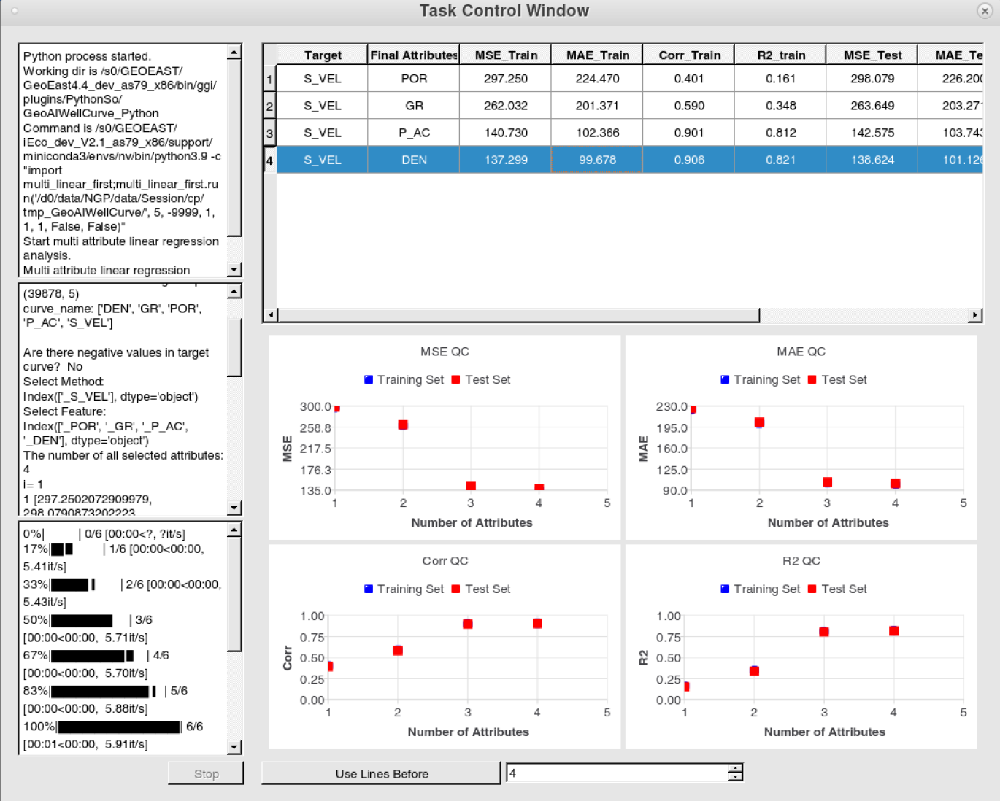 Task Control Window
Python process started.
Working dir is /s0/GEOEAST/
GeoEast4.4_dev_as79_x86/bin/ggi/
plugins/PythonSo/
GeoAIWellCurve_Python
Command is /s0/GEOEAST/
iEco_dev_V2.1_as79_x86/support/
miniconda3/envs/nv/bin/python3.9 -c
"import
multi_linear_first;multi_linear_first.ru
n('/d0/data/NGP/data/Session/cp/
tmp_GeoAIWellCurve/', 5, -9999, 1,
1, 1, False, False)"
Start multi attribute linear regression
analysis.
Multi attribute linear regression
(39878, 5)
curve_name: ['DEN', 'GR', 'POR',
'P_AC', 'S_VEL']
Are there negative values in target
curve?  No
Select Method:
Index(['_S_VEL'], dtype='object')
Select Feature:
Index(['_POR', '_GR', '_P_AC',
'_DEN'], dtype='object')
The number of all selected attributes:
4
i= 1
1 [297.2502072909979,
298.0790873202223
0%| | 0/6 [00:00<?, ?it/s]
17%| | 1/6 [00:00<00:00,
5.41it/s]
33%| | 2/6 [00:00<00:00,
5.43it/s]
50%| | 3/6
[00:00<00:00,  5.71it/s]
67%| | 4/6
[00:00<00:00,  5.70it/s]
83%| | 5/6
[00:00<00:00,  5.88it/s]
100%| | 6/6
[00:01<00:00,  5.91it/s]
Stop
Target Final Attributes MSE_Train MAE_Train Corr_Train R2_train MSE_Test MAE_Te
1 S_VEL POR 297.250 224.470 0.401 0.161 298.079 226.200
2 S_VEL GR 262.032 201.371 0.590 0.348 263.649 203.271
3 S_VEL P_AC 140.730 102.366 0.901 0.812 142.575 103.743
4 S_VEL DEN 137.299 99.678 0.906 0.821 138.624 101.126
MSE QC
Training Set Test Set
300.0
258.8
217.5
176.3
135.0
MSE
1 2 3 4 5
Number of Attributes
MAE QC
Training Set Test Set
230.0
195.0
160.0
125.0
90.0
MAE
1 2 3 4 5
Number of Attributes
Corr QC
Training Set Test Set
1.00
0.75
0.50
0.25
0.00
Corr
1 2 3 4 5
Number of Attributes
R2 QC
Training Set Test Set
1.00
0.75
0.50
0.25
0.00
R2
1 2 3 4 5
Number of Attributes
Use Lines Before
4